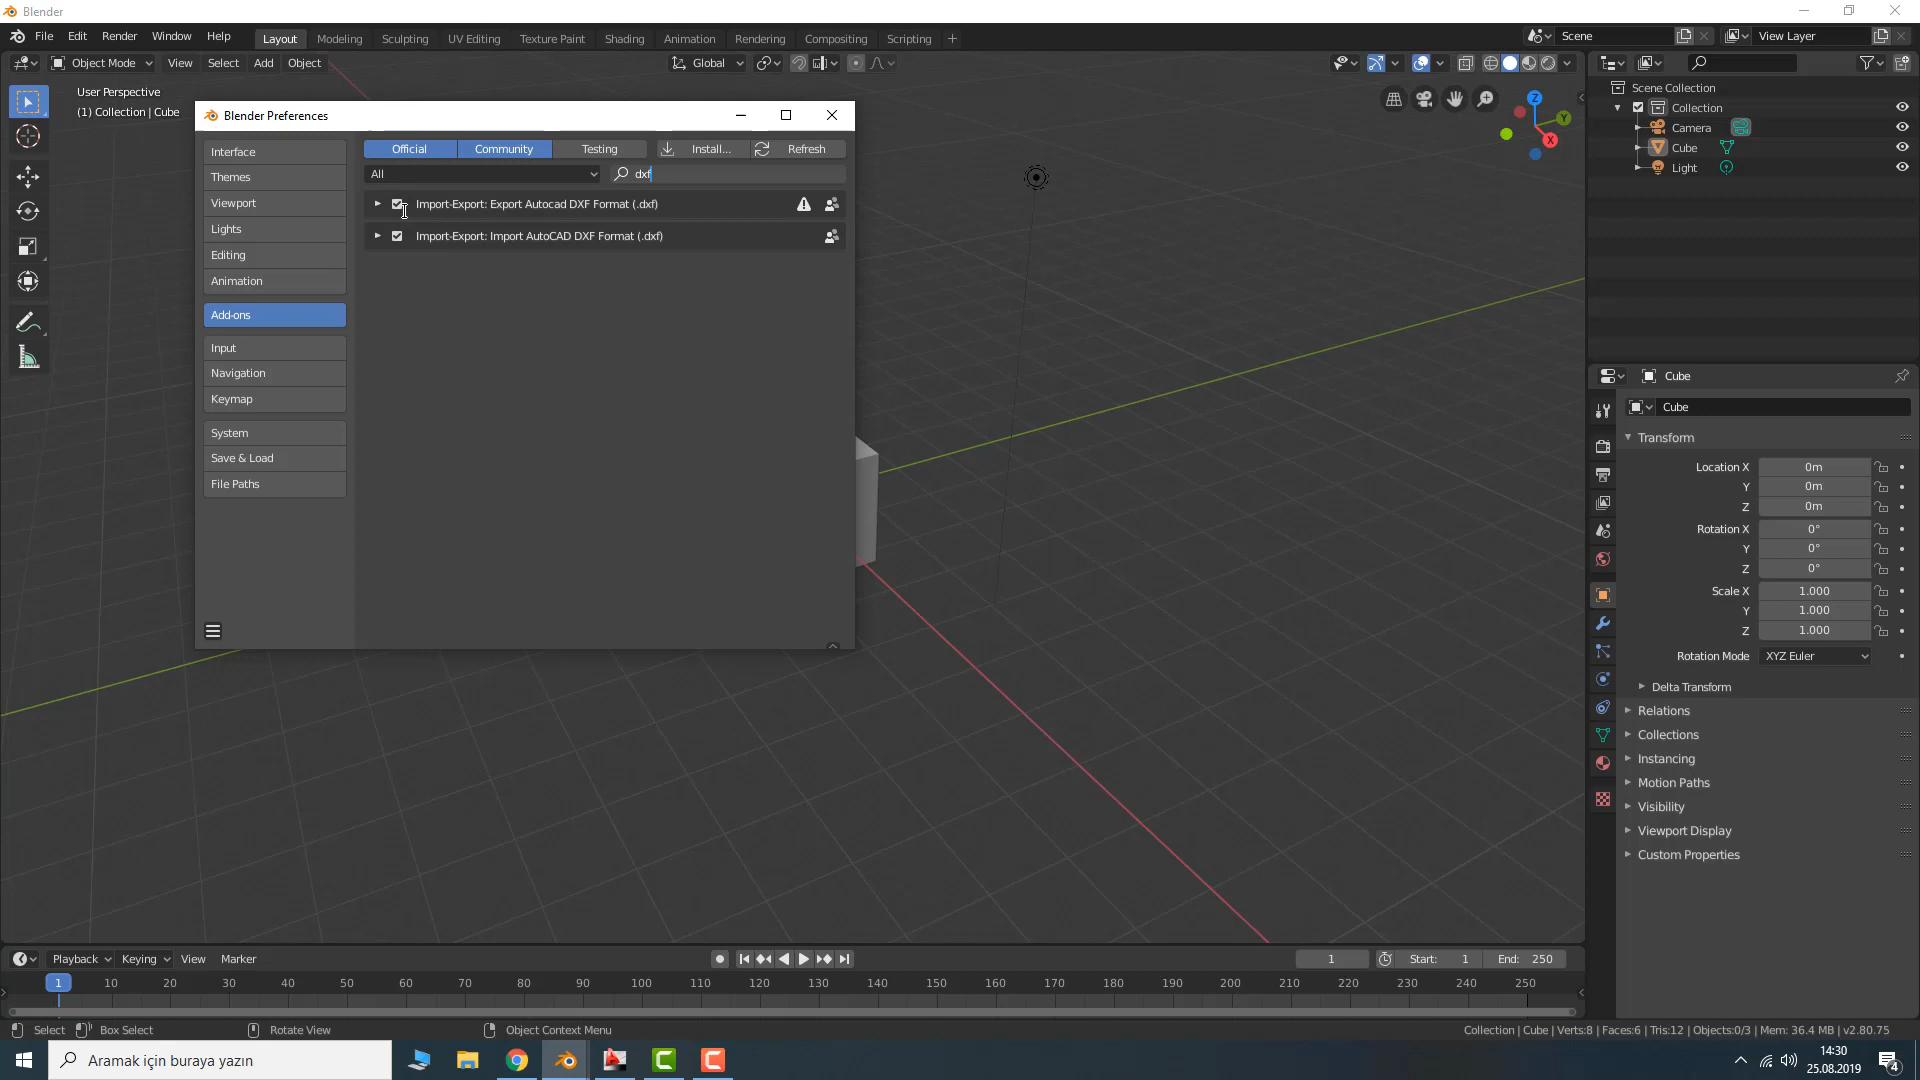 Blender
File Edit Render Window Help Layout Modeling Sculpting UV Editing Texture Paint Shading Animation Rendering Compositing Scripting + Scene View Layer
Object Mode View Select Add Object Global
User Perspective
(1) Collection | Cube
Blender Preferences
Interface
Themes
Viewport
Lights
Editing
Animation
Add-ons
Input
Navigation
Keymap
System
Save & Load
File Paths
Official Community Testing Install... Refresh
All dxf
Import-Export: Export Autocad DXF Format (.dxf)
Import-Export: Import AutoCAD DXF Format (.dxf)
Z
Y
X
Scene Collection
Collection
Camera
Cube
Light
Cube
Cube
Transform
Location X 0m
Y 0m
Z 0m
Rotation X 0°
Y 0°
Z 0°
Scale X 1.000
Y 1.000
Z 1.000
Rotation Mode XYZ Euler
Delta Transform
Relations
Collections
Instancing
Motion Paths
Visibility
Viewport Display
Custom Properties
Playback Keying View Marker 1 Start: 1 End: 250
1 10 20 30 40 50 60 70 80 90 100 110 120 130 140 150 160 170 180 190 200 210 220 230 240 250
Select Box Select Rotate View Object Context Menu Collection | Cube | Verts:8 | Faces:6 | Tris:12 | Objects:0/3 | Mem: 36.4 MB | v2.80.75
Aramak için buraya yazın
14:30
25.08.2019
4